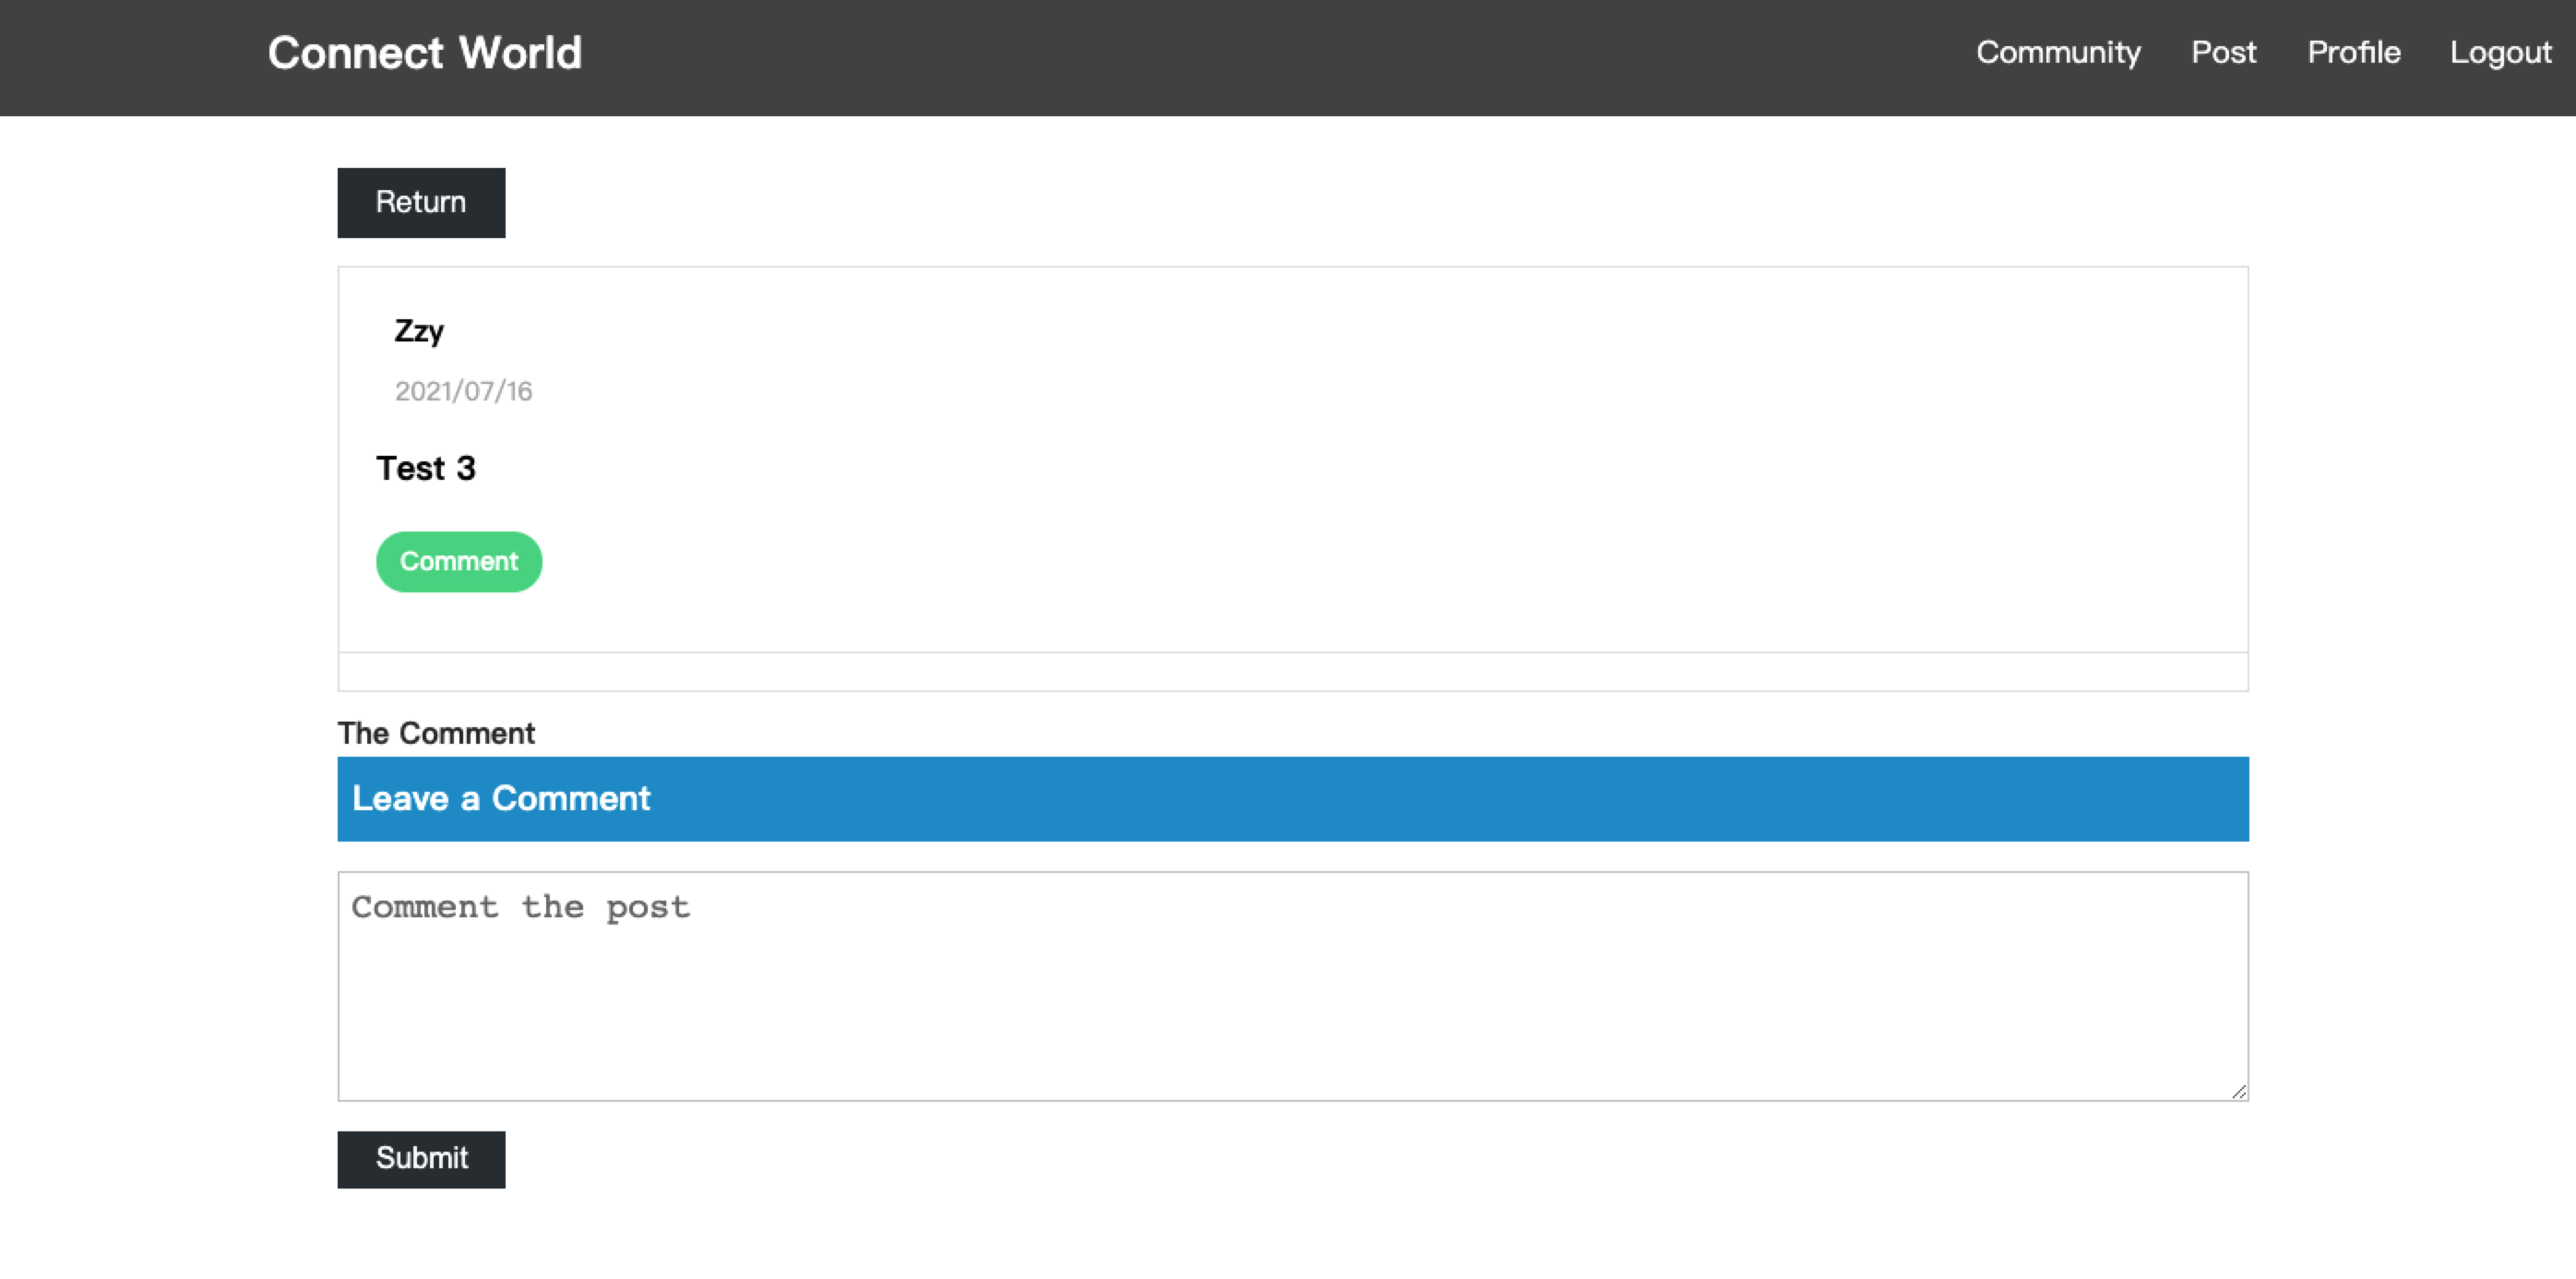 Connect World Community Post Profile Logout
Return
Zzy
2021/07/16
Test 3
Comment
The Comment
Leave a Comment
Comment the post
Submit